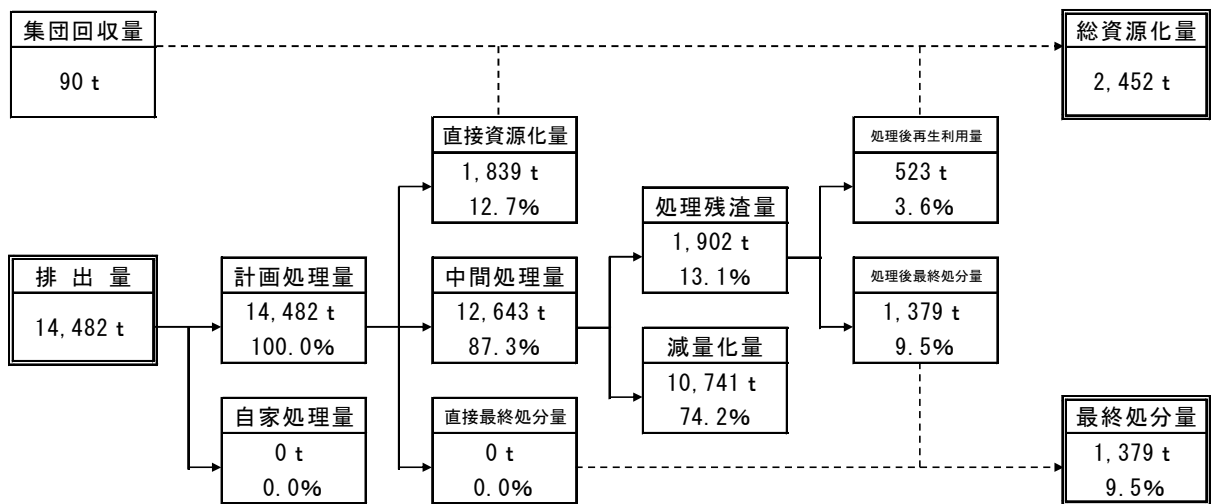 集団回収量
90 t
総資源化量
2,452 t
直接資源化量
1,839 t
12.7%
処理後再生利用量
523 t
3.6%
処理残渣量
1,902 t
13.1%
排出量
14,482 t
計画処理量
14,482 t
100.0%
中間処理量
12,643 t
87.3%
処理後最終処分量
1,379 t
9.5%
減量化量
10,741 t
74.2%
自家処理量
0 t
0.0%
直接最終処分量
0 t
0.0%
最終処分量
1,379 t
9.5%